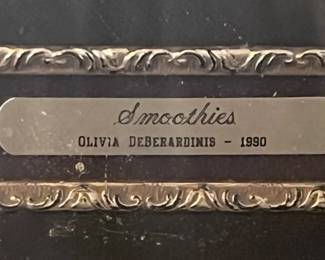 Smoothies
OLIVIA DEBERARDINIS - 1990